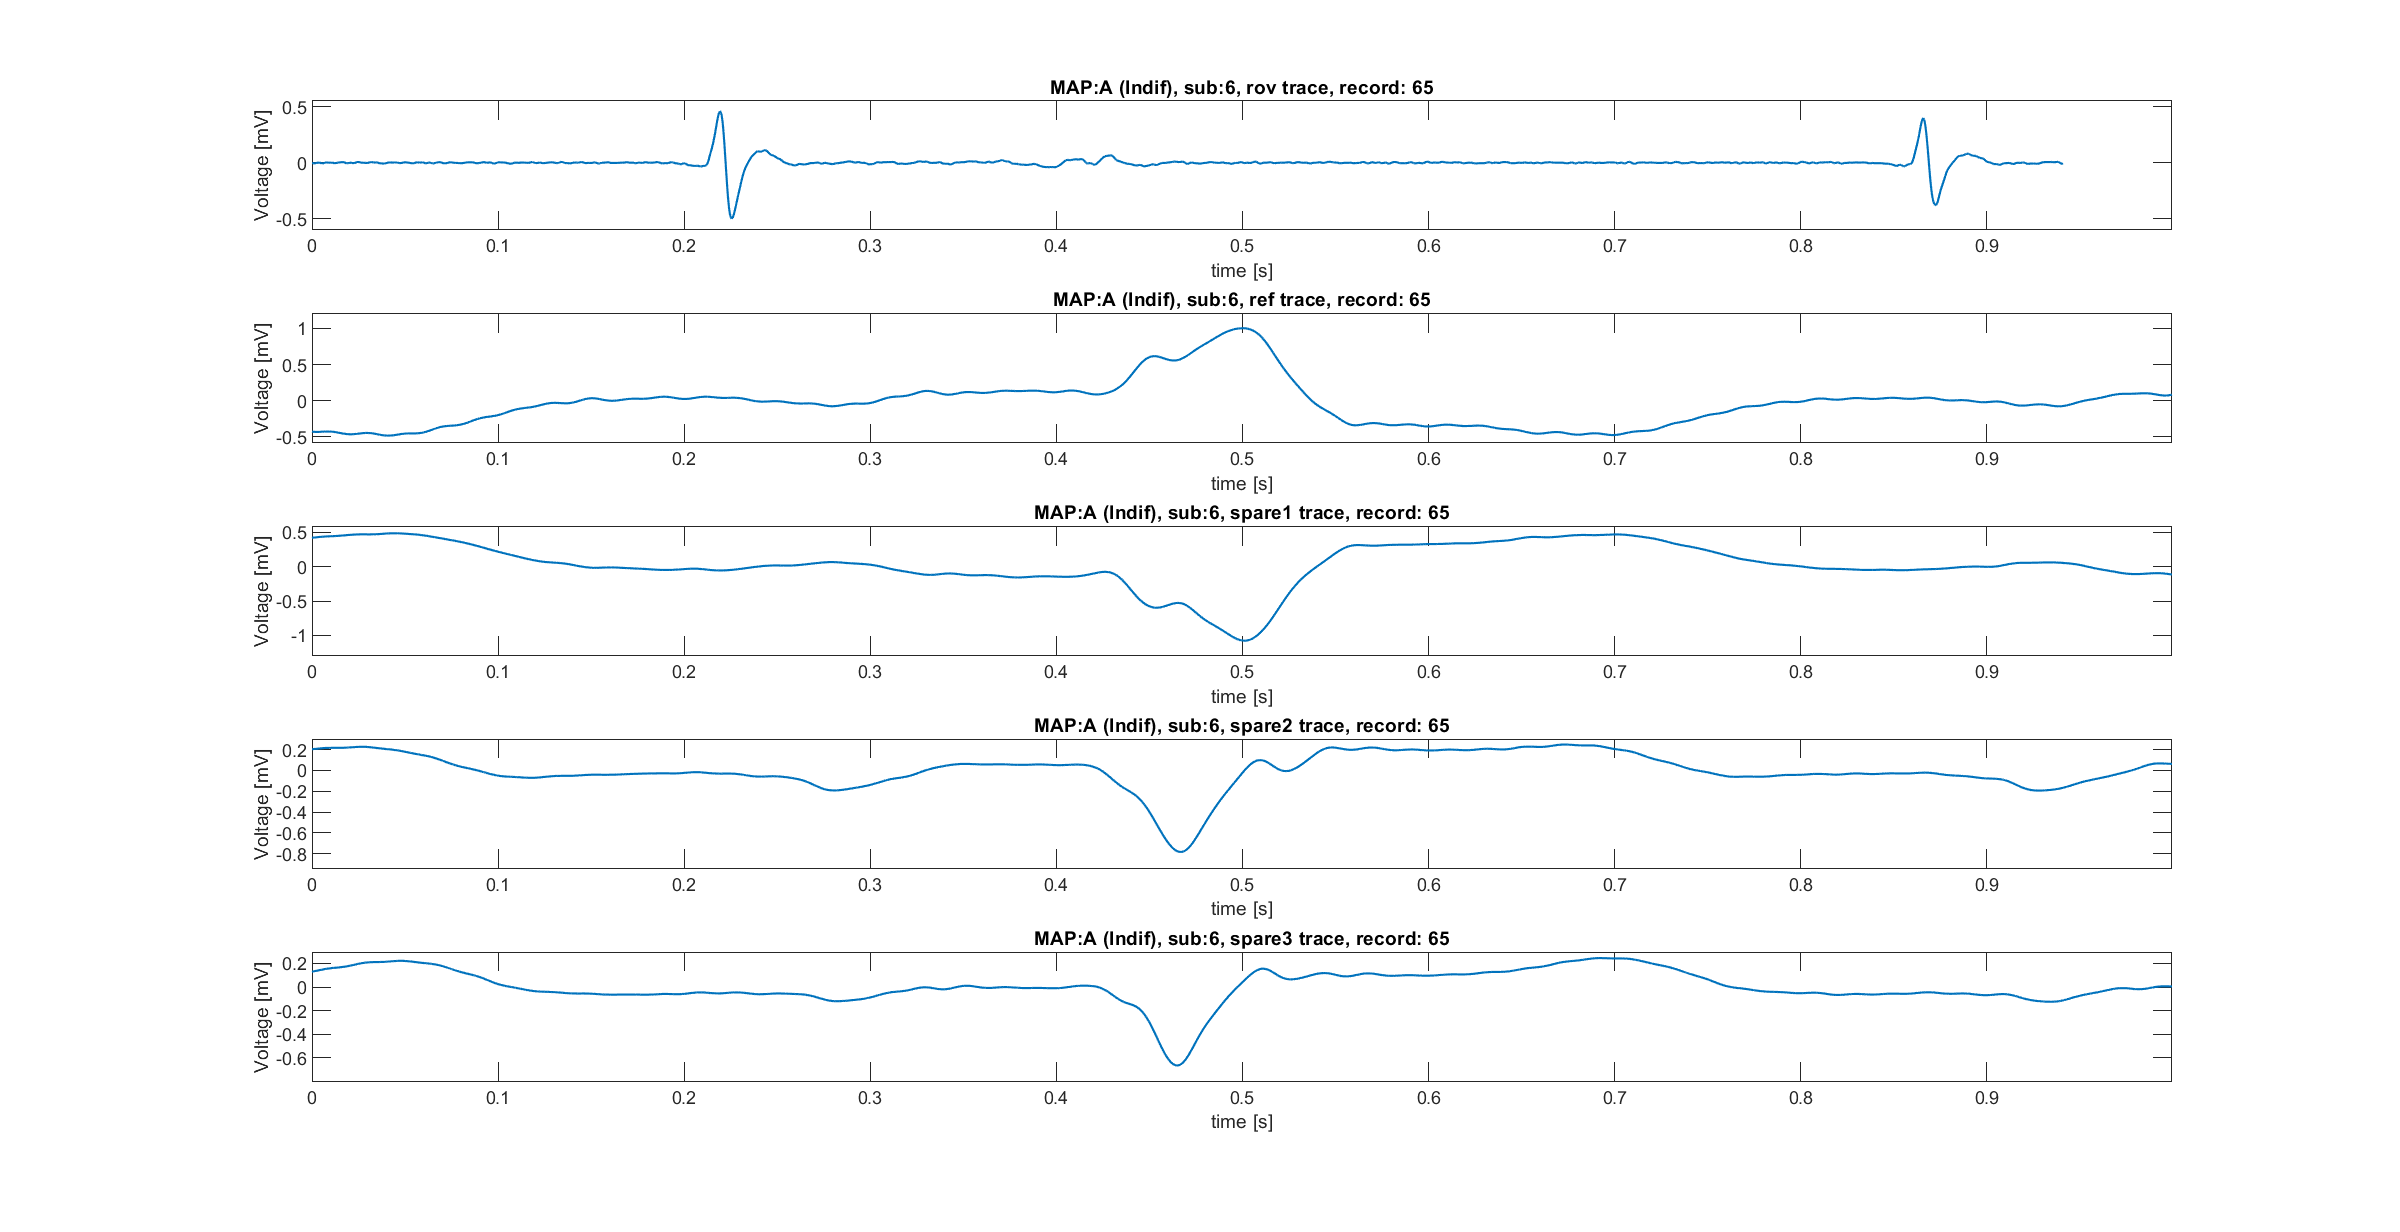 MAP:A (Indif), sub:6, rov trace, record: 65
Voltage [mV]
0.5
0
-0.5
0 0.1 0.2 0.3 0.4 0.5 0.6 0.7 0.8 0.9
time [s]
MAP:A (Indif), sub:6, ref trace, record: 65
Voltage [mV]
1
0.5
0
-0.5
0 0.1 0.2 0.3 0.4 0.5 0.6 0.7 0.8 0.9
time [s]
MAP:A (Indif), sub:6, spare1 trace, record: 65
Voltage [mV]
0.5
0
-0.5
-1
0 0.1 0.2 0.3 0.4 0.5 0.6 0.7 0.8 0.9
time [s]
MAP:A (Indif), sub:6, spare2 trace, record: 65
Voltage [mV]
0.2
0
-0.2
-0.4
-0.6
-0.8
0 0.1 0.2 0.3 0.4 0.5 0.6 0.7 0.8 0.9
time [s]
MAP:A (Indif), sub:6, spare3 trace, record: 65
Voltage [mV]
0.2
0
-0.2
-0.4
-0.6
0 0.1 0.2 0.3 0.4 0.5 0.6 0.7 0.8 0.9
time [s]